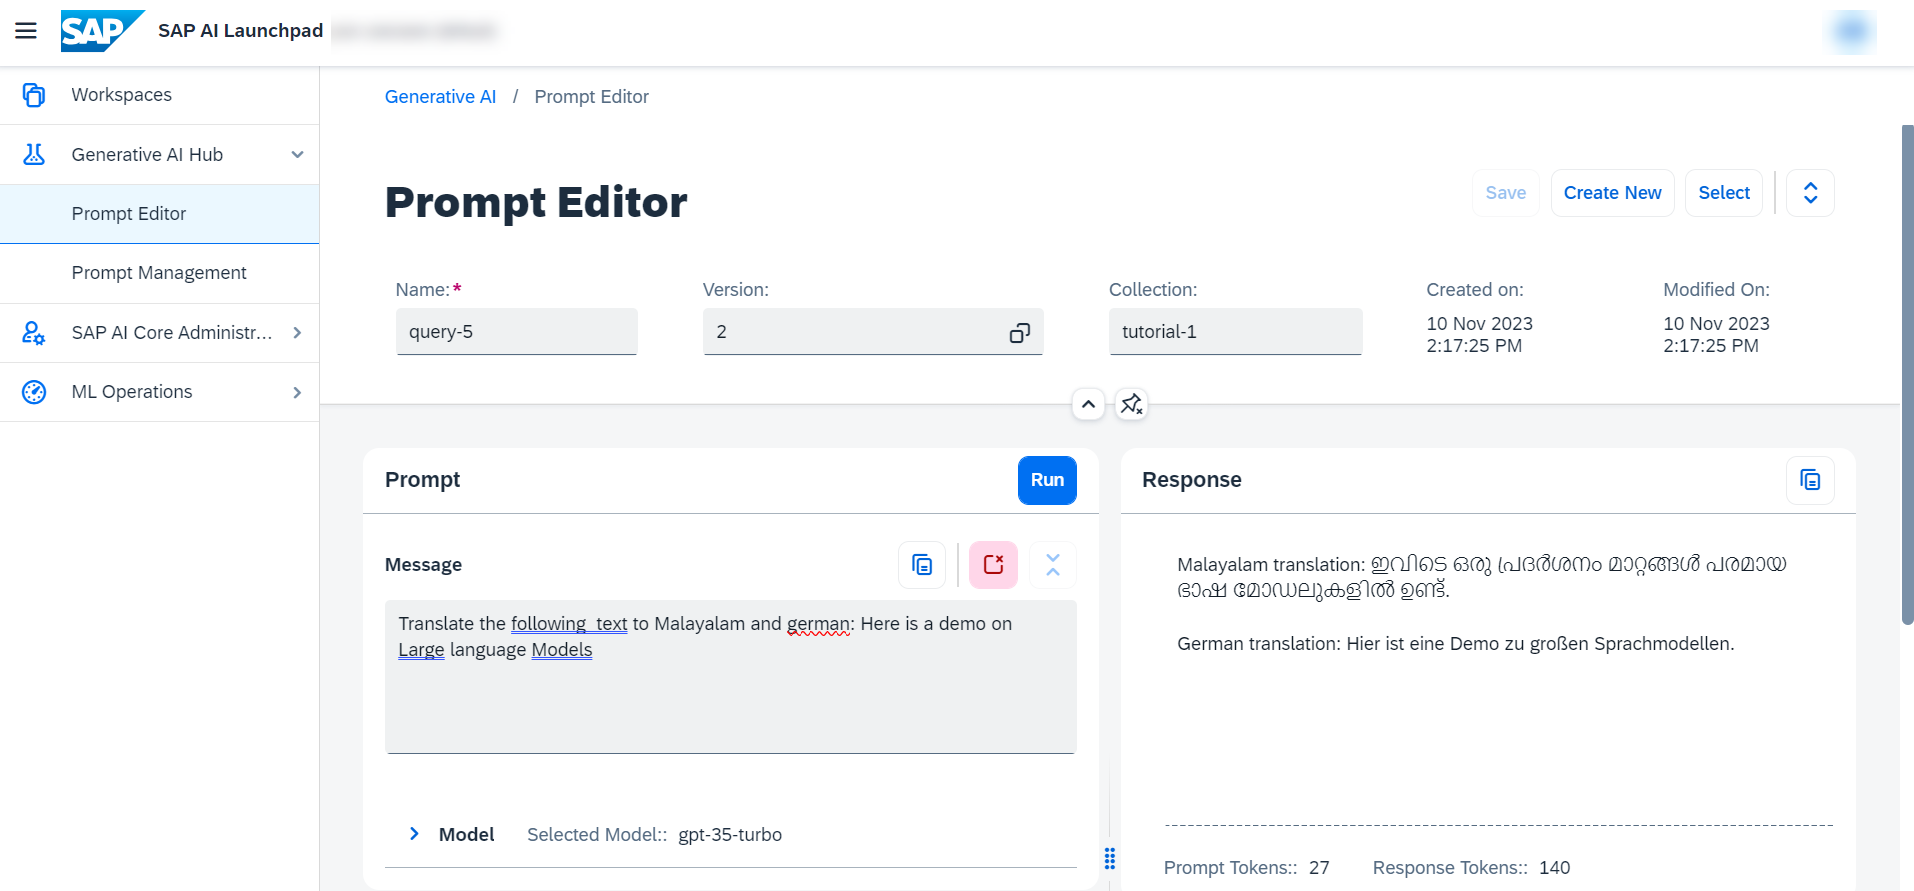 SAP SAP AI Launchpad
Workspaces
Generative AI Hub
Prompt Editor
Prompt Management
SAP AI Core Administr...
ML Operations
Generative AI / Prompt Editor
Prompt Editor
Save Create New Select
Name:* Version: Collection: Created on: Modified On:
query-5 2 tutorial-1 10 Nov 2023 10 Nov 2023
2:17:25 PM 2:17:25 PM
Prompt Run
Message
Translate the following text to Malayalam and german: Here is a demo on
Large language Models
Model Selected Model:: gpt-35-turbo
Response
Malayalam translation: ഇവിടെ ഒരു പ്രദർശനം മാറ്റങ്ങൾ പരമായ
ഭാഷ മോഡലുകളിൽ ഉണ്ട്.
German translation: Hier ist eine Demo zu großen Sprachmodellen.
Prompt Tokens:: 27 Response Tokens:: 140